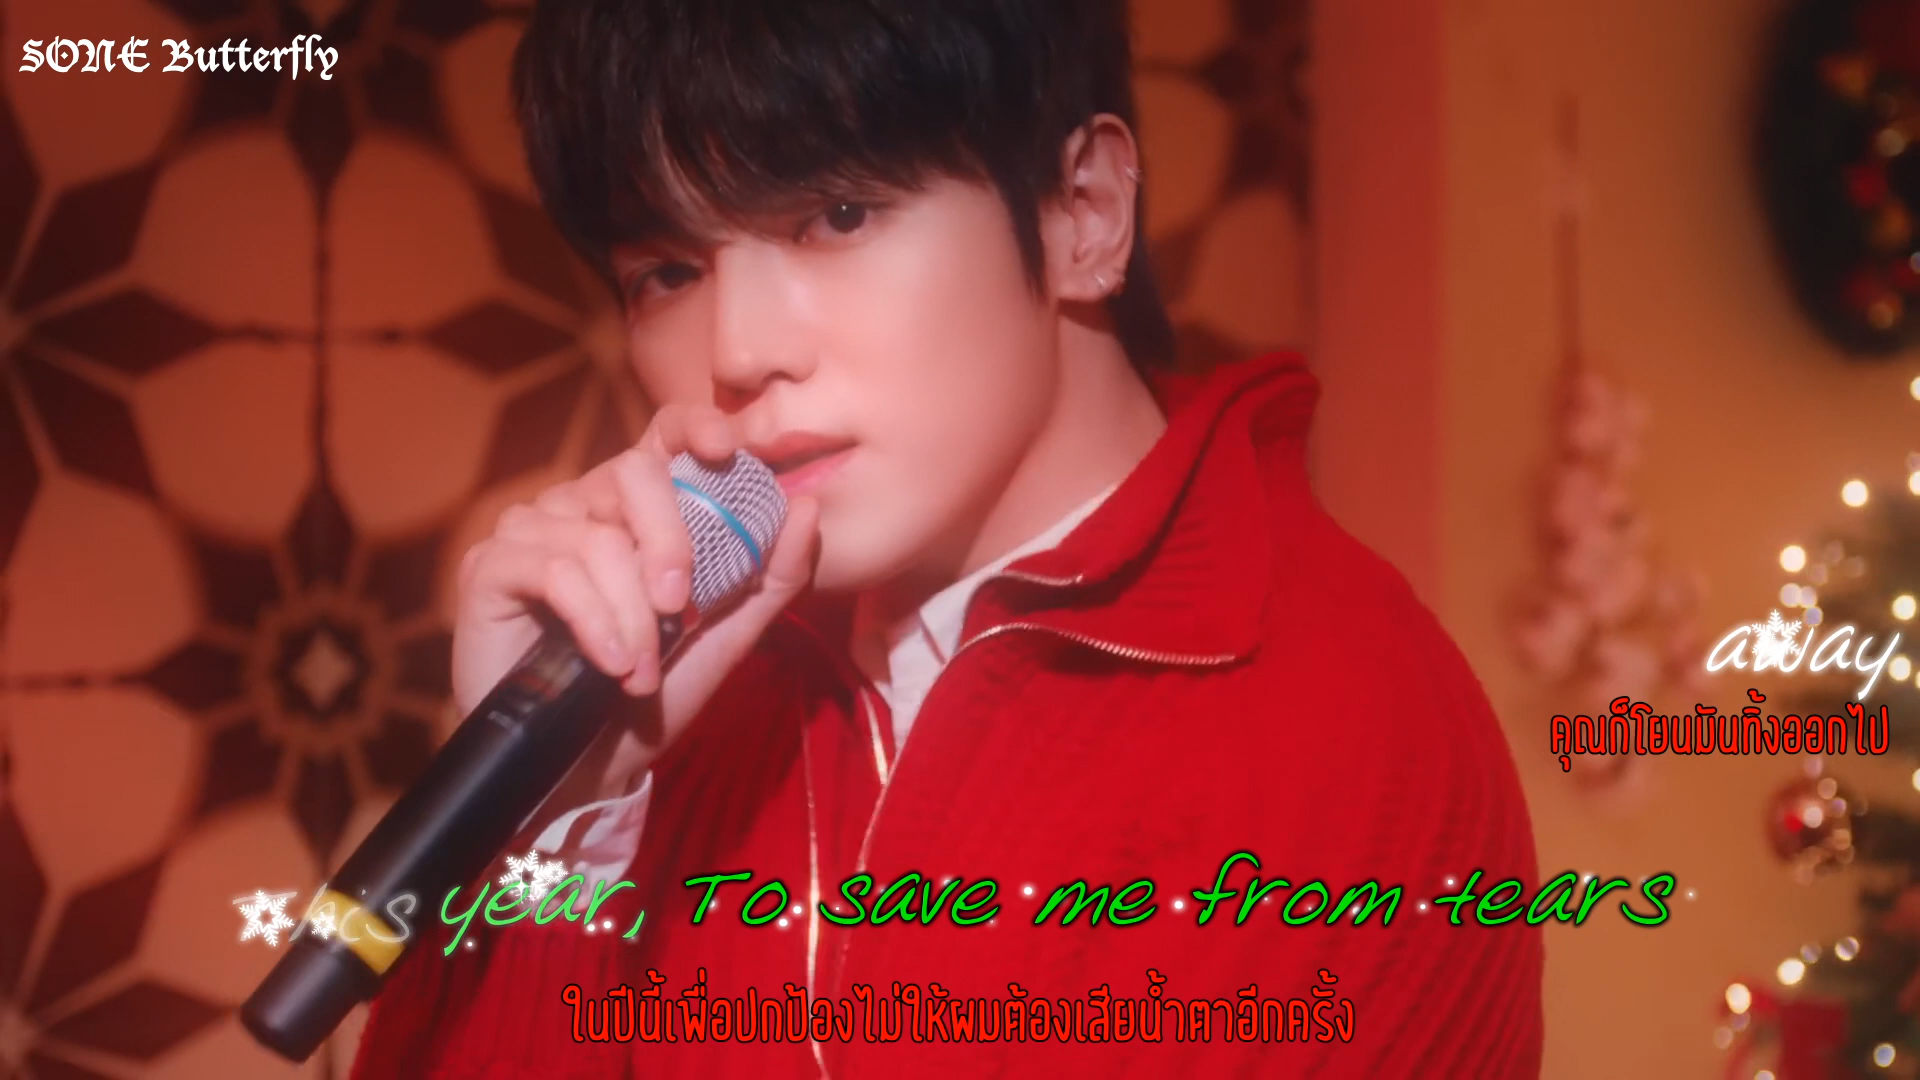 SONE Butterfly
away
คุณก็โยนมันทิ้งออกไป
This year, To save me from tears
ในปีนี้เพื่อปกป้องไม่ให้ผมต้องเสียน้ำตาอีกครั้ง